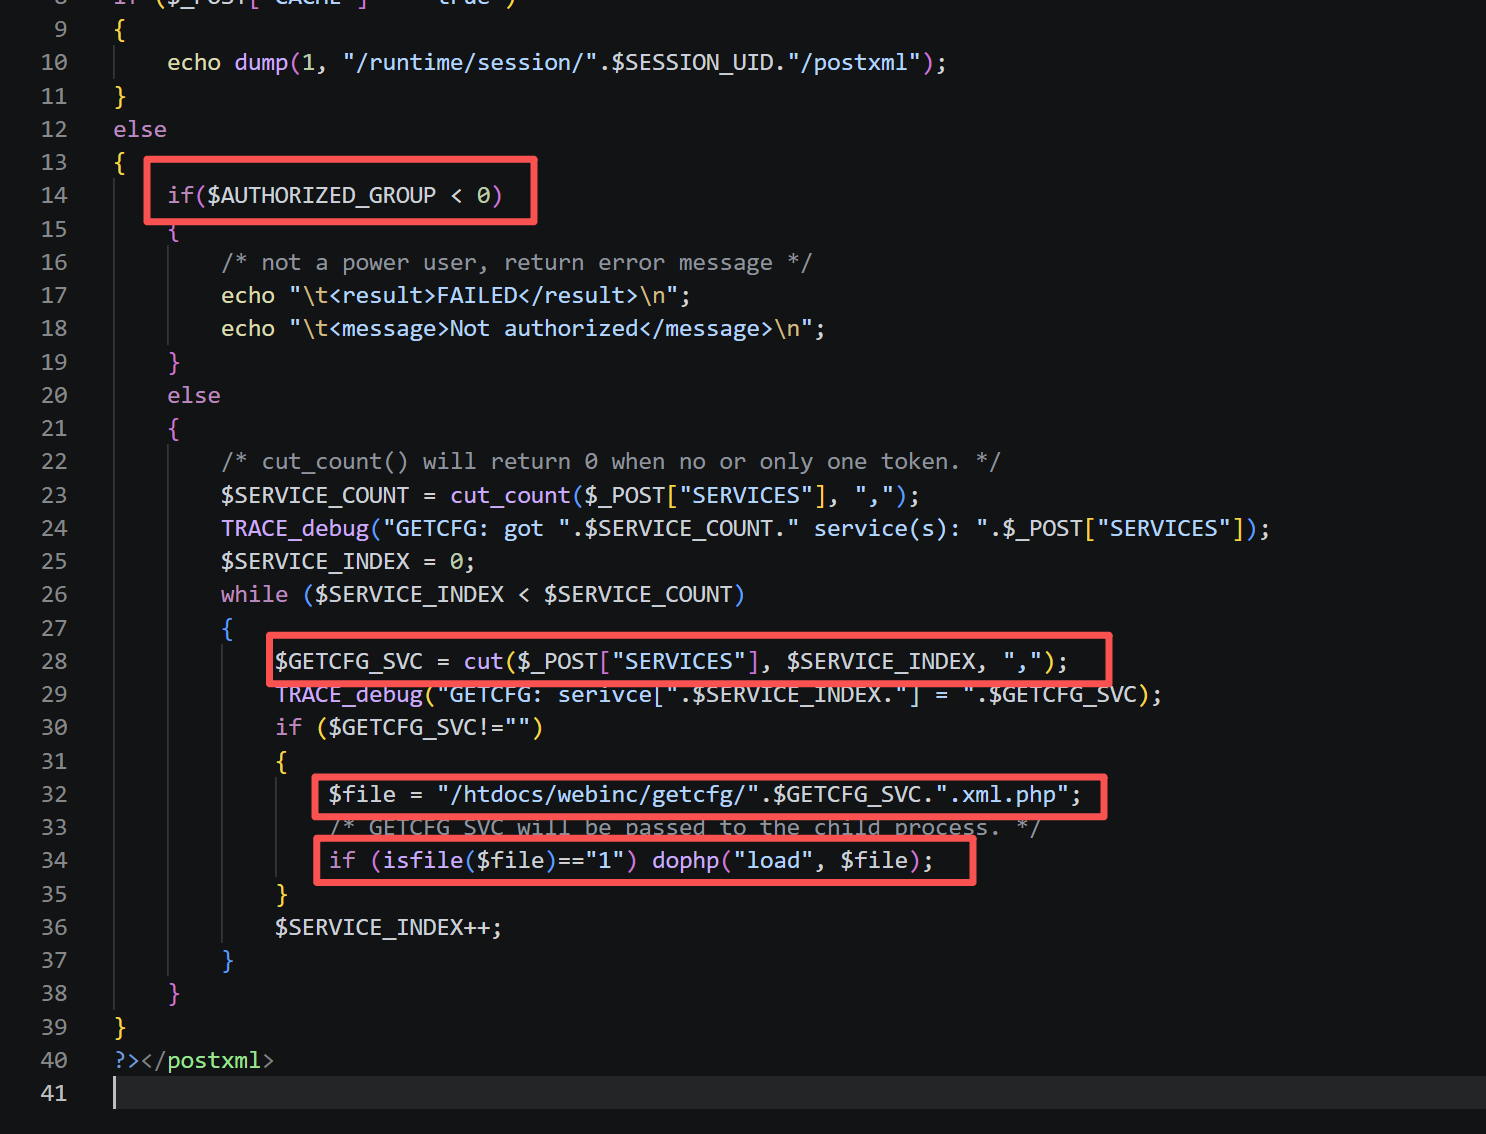 9 {
10 echo dump(1, "/runtime/session/".$SESSION_UID."/postxml");
11 }
12 else
13 {
14 if($AUTHORIZED_GROUP < 0)
15 {
16 /* not a power user, return error message */
17 echo "\t<result>FAILED</result>\n";
18 echo "\t<message>Not authorized</message>\n";
19 }
20 else
21 {
22 /* cut_count() will return 0 when no or only one token. */
23 $SERVICE_COUNT = cut_count($_POST["SERVICES"], ",");
24 TRACE_debug("GETCFG: got ".$SERVICE_COUNT." service(s): ".$_POST["SERVICES"]);
25 $SERVICE_INDEX = 0;
26 while ($SERVICE_INDEX < $SERVICE_COUNT)
27 {
28 $GETCFG_SVC = cut($_POST["SERVICES"], $SERVICE_INDEX, ",");
29 TRACE_debug("GETCFG: serivce[".$SERVICE_INDEX."] = ".$GETCFG_SVC);
30 if ($GETCFG_SVC!="")
31 {
32 $file = "/htdocs/webinc/getcfg/".$GETCFG_SVC.".xml.php";
33 /* GETCFG_SVC will be passed to the child process. */
34 if (isfile($file)=="1") dophp("load", $file);
35 }
36 $SERVICE_INDEX++;
37 }
38 }
39 }
40 ?></postxml>
41